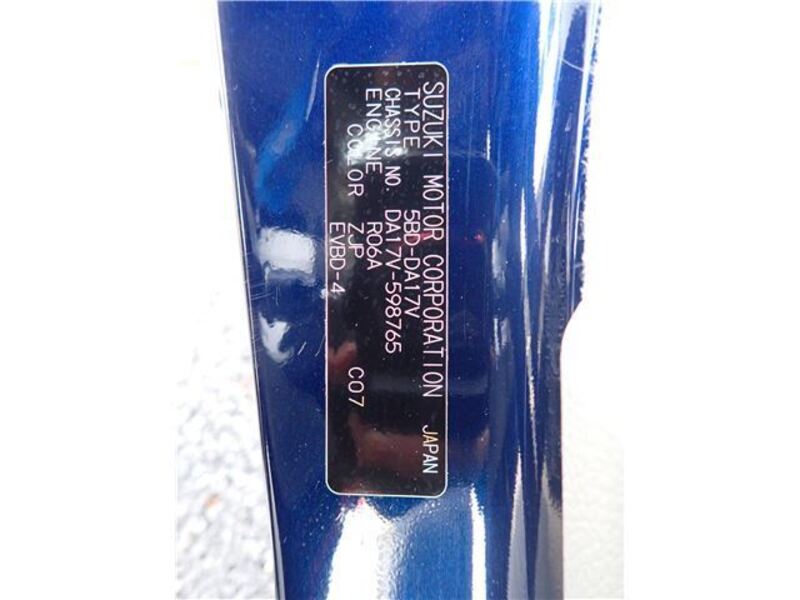 SUZUKI MOTOR CORPORATION JAPAN
TYPE 5BD-DA17V
CHASSIS NO. DA17V-598765
ENGINE R06A
COLOR ZJP C07
EVBD-4